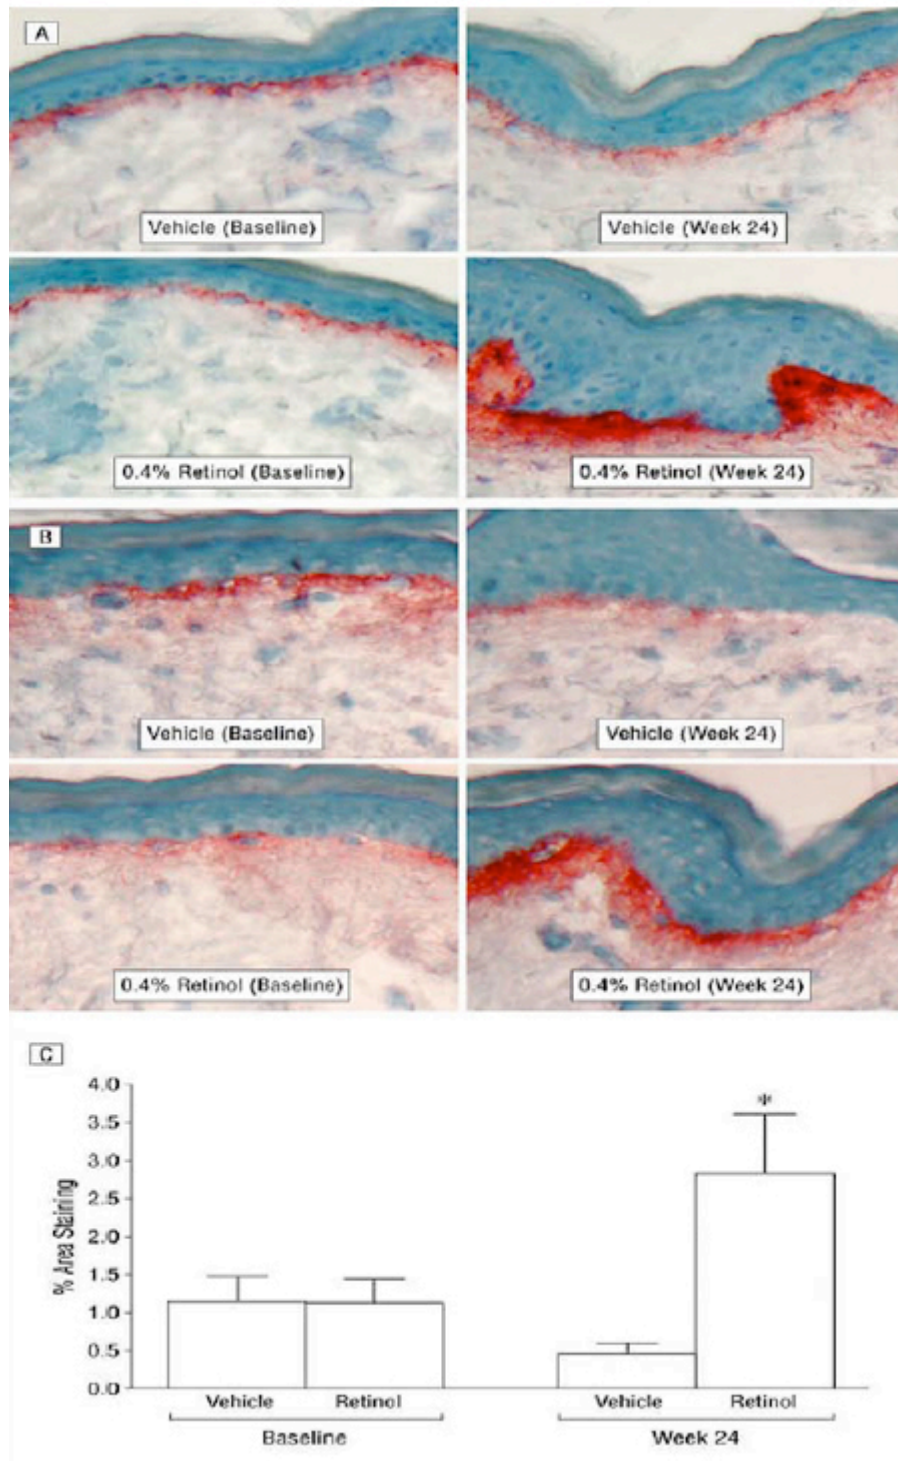 A
Vehicle (Baseline)
Vehicle (Week 24)
0.4% Retinol (Baseline)
0.4% Retinol (Week 24)
B
Vehicle (Baseline)
Vehicle (Week 24)
0.4% Retinol (Baseline)
0.4% Retinol (Week 24)
C
% Area Staining
4.0
3.5
3.0
2.5
2.0
1.5
1.0
0.5
0.0
*
Vehicle Retinol Vehicle Retinol
Baseline Week 24